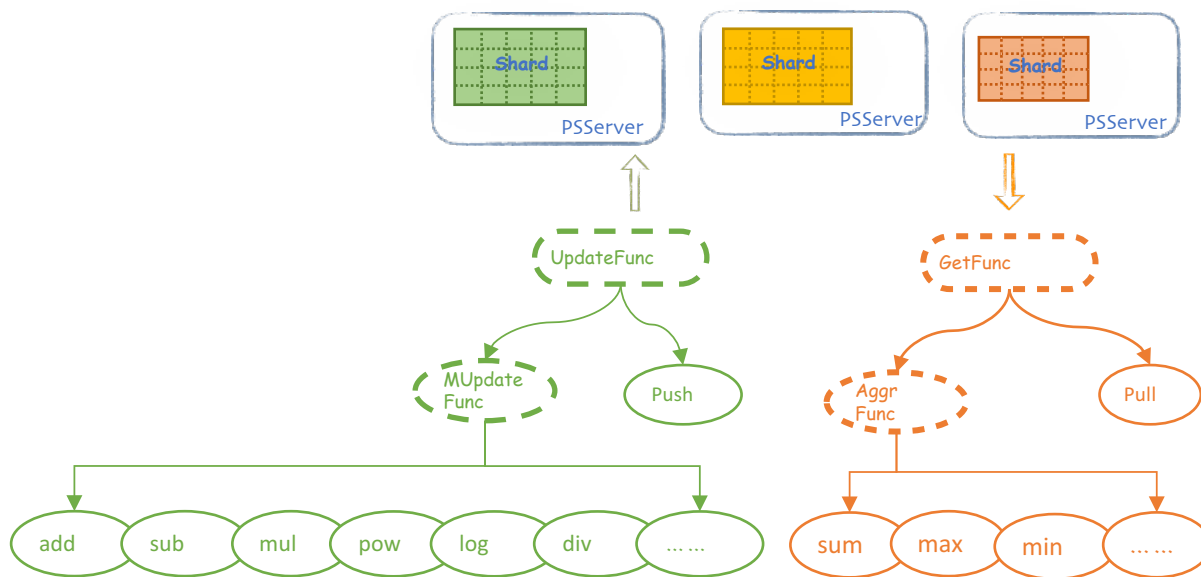 Shard
Shard
Shard
PSServer
PSServer
PSServer
UpdateFunc
GetFunc
MUpdate
Func
Push
Aggr
Func
Pull
add
sub
mul
pow
log
div
... ...
sum
max
min
... ...